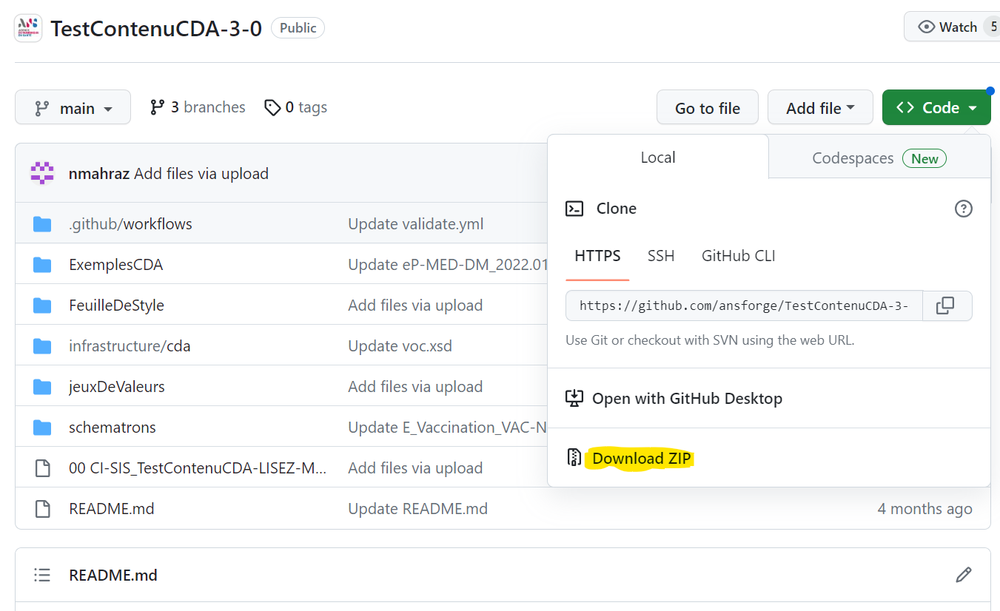 TestContenuCDA-3-0 Public Watch 5
main 3 branches 0 tags Go to file Add file Code
nmahraz Add files via upload
Local Codespaces New
.github/workflows Update validate.yml
ExemplesCDA Update eP-MED-DM_2022.01
FeuilleDeStyle Add files via upload
infrastructure/cda Update voc.xsd
jeuxDeValeurs Add files via upload
schematrons Update E_Vaccination_VAC-N
00 CI-SIS_TestContenuCDA-LISEZ-M... Add files via upload
README.md Update README.md 4 months ago
Clone
HTTPS SSH GitHub CLI
https://github.com/ansforge/TestContenuCDA-3-
Use Git or checkout with SVN using the web URL.
Open with GitHub Desktop
Download ZIP
README.md